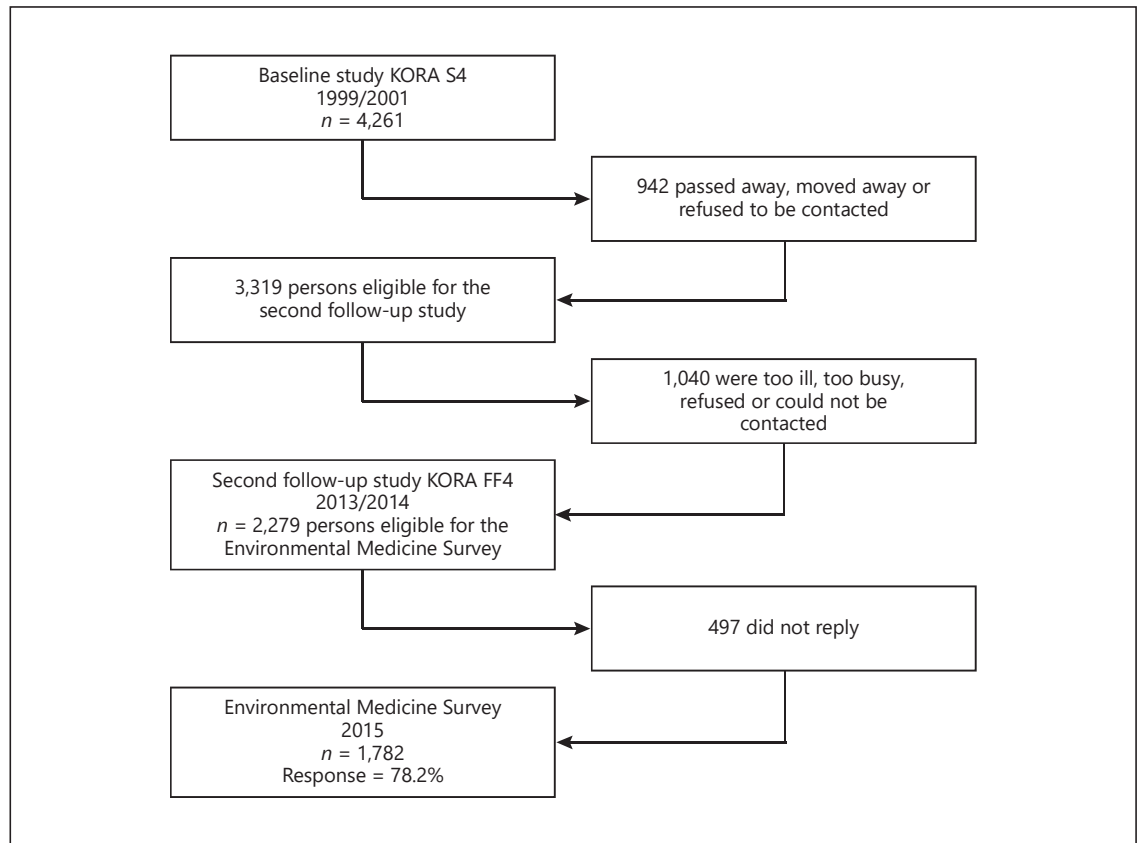 Baseline study KORA S4
1999/2001
n = 4,261
942 passed away, moved away or
refused to be contacted
3,319 persons eligible for the
second follow-up study
1,040 were too ill, too busy,
refused or could not be
contacted
Second follow-up study KORA FF4
2013/2014
n = 2,279 persons eligible for the
Environmental Medicine Survey
497 did not reply
Environmental Medicine Survey
2015
n = 1,782
Response = 78.2%